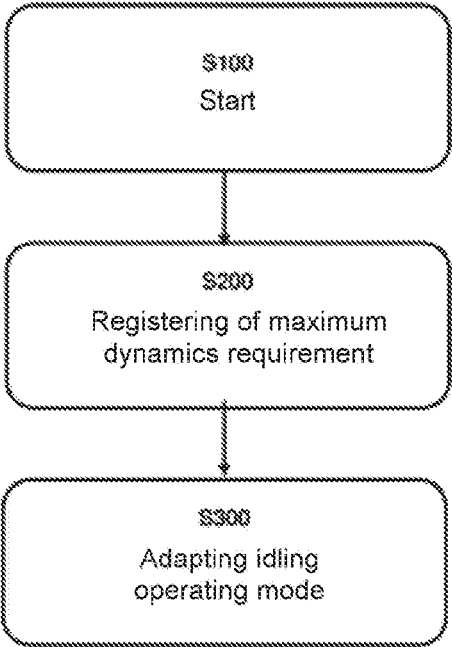 S100
Start
S200
Registering of maximum
dynamics requirement
S300
Adapting idling
operating mode